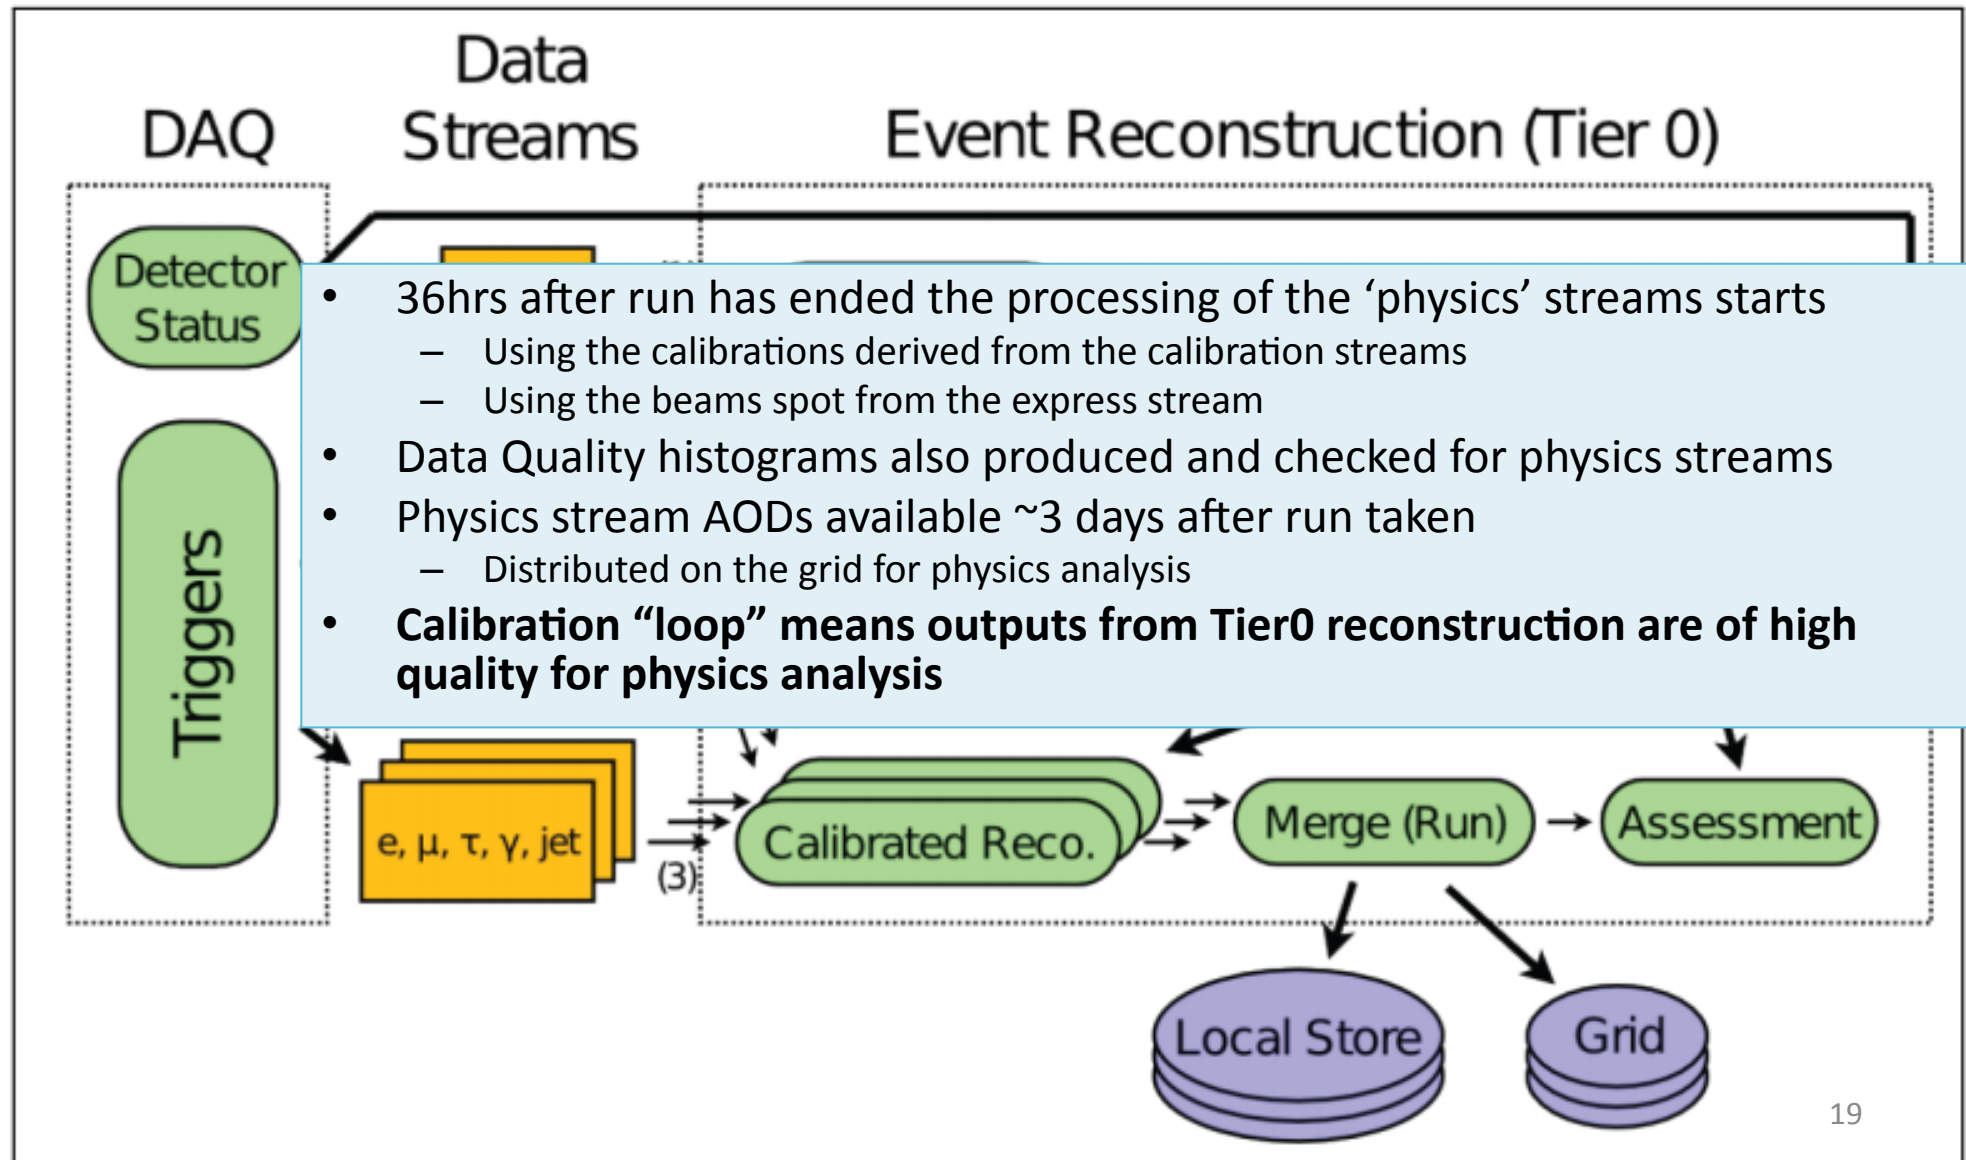 Data
Streams
DAQ
Event Reconstruction (Tier 0)
Detector
Status
• 36hrs after run has ended the processing of the ‘physics’ streams starts
– Using the calibrations derived from the calibration streams
– Using the beams spot from the express stream
• Data Quality histograms also produced and checked for physics streams
• Physics stream AODs available ~3 days after run taken
– Distributed on the grid for physics analysis
• Calibration “loop” means outputs from Tier0 reconstruction are of high
quality for physics analysis
Triggers
e, μ, τ, γ, jet
(3)
Calibrated Reco.
Merge (Run)
Assessment
Local Store
Grid
19